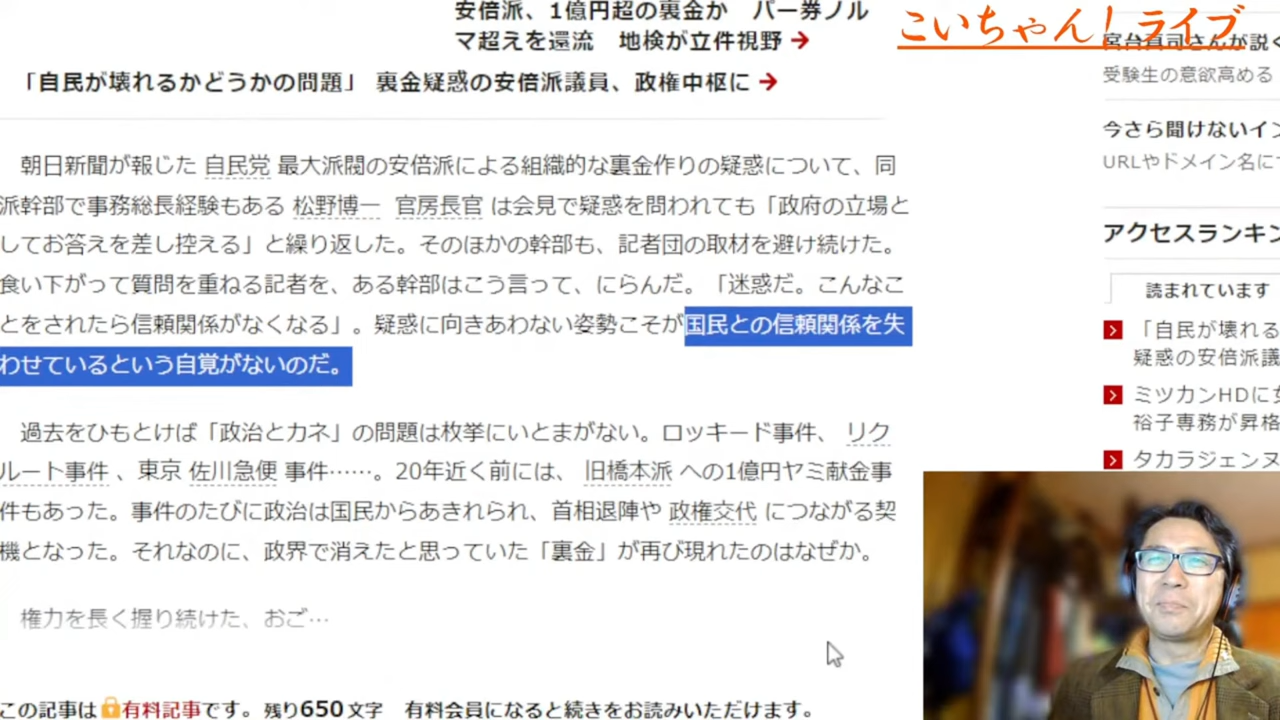 安倍派、1億円超の裏金か パー券ノル
マ超えを還流 地検が立件視野
「自民が壊れるかどうかの問題」 裏金疑惑の安倍派議員、政権中枢に
朝日新聞が報じた 自民党 最大派閥の安倍派による組織的な裏金作りの疑惑について、同
派幹部で事務総長経験もある 松野博一 官房長官 は会見で疑惑を問われても「政府の立場と
してお答えを差し控える」と繰り返した。そのほかの幹部も、記者団の取材を避け続けた。
食い下がって質問を重ねる記者を、ある幹部はこう言って、にらんだ。「迷惑だ。こんなこ
とをされたら信頼関係がなくなる」。疑惑に向きあわない姿勢こそが国民との信頼関係を失
わせているという自覚がないのだ。
過去をひもとけば「政治とカネ」の問題は枚挙にいとまがない。ロッキード事件、 リク
ルート事件 、東京 佐川急便 事件……。20年近く前には、 旧橋本派 への1億円ヤミ献金事
件もあった。事件のたびに政治は国民からあきれられ、首相退陣や 政権交代 につながる契
機となった。それなのに、政界で消えたと思っていた「裏金」が再び現れたのはなぜか。
権力を長く握り続けた、おご…
この記事は有料記事です。残り650文字 有料会員になると続きをお読みいただけます。
こいちゃん!ライブ
宮台真司さんが説く
受験生の意欲高める
今さら聞けないイン
URLやドメイン名に
アクセスランキン
読まれています
「自民が壊れる
疑惑の安倍派議
ミツカンHDに
裕子専務が昇格
タカラジェンヌ